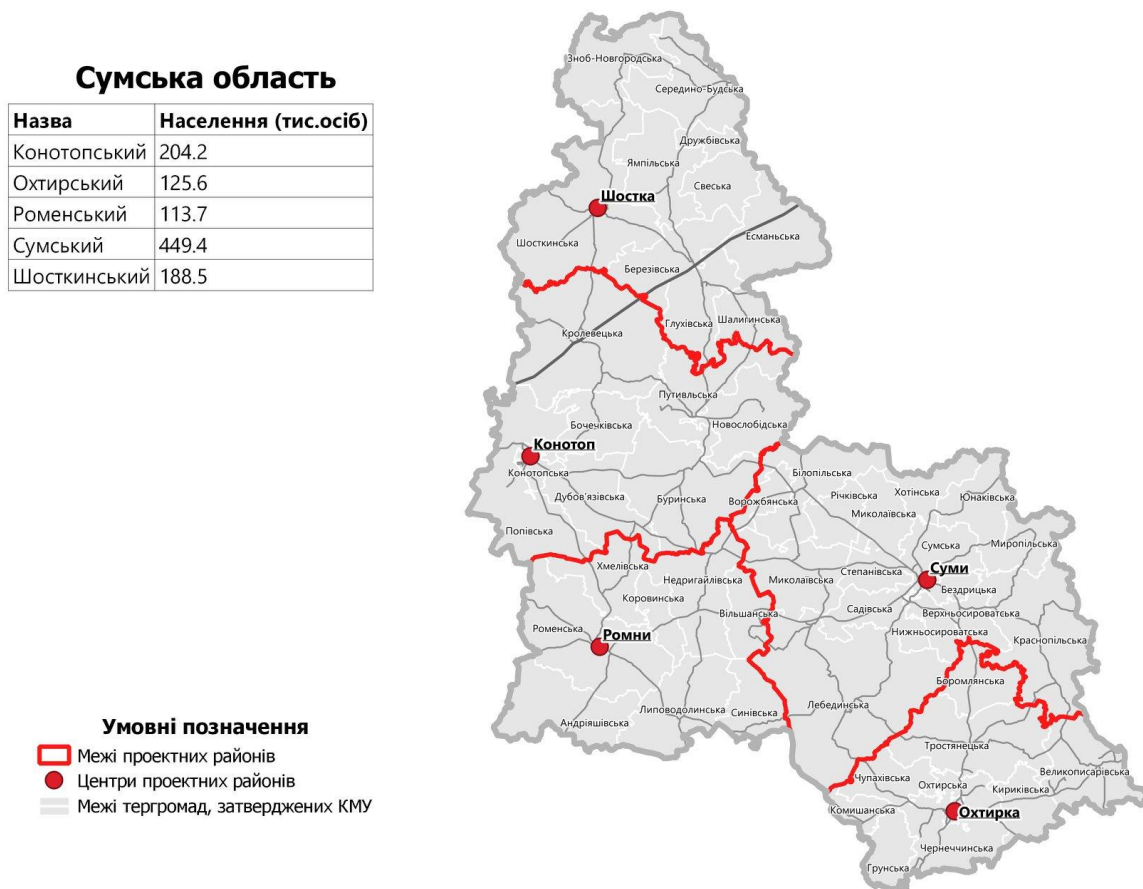 Сумська область
Назва Населення (тис.осіб)
Конотопський 204.2
Охтирський 125.6
Роменський 113.7
Сумський 449.4
Шосткинський 188.5
Зноб-Новгородська
Середино-Будська
Дружбівська
Ямпільська
Свеська
Шостка
Шосткинська
Есманьська
Березівська
Глухівська
Шалигинська
Кролевецька
Путивльська
Новослобідська
Бочечківська
Конотоп
Конотопська
Дубов'язівська
Буринська
Попівська
Білопільська
Ворожбянська
Річківська
Хотінська
Миколаївська
Юнаківська
Сумська
Миропільська
Хмелівська
Недригайлівська
Миколаївська
Степанівська
Суми
Бездрицька
Коровинська
Вільшанська
Садівська
Верхньосироватська
Роменська
Ромни
Нижньосироватська
Краснопільська
Боромлянська
Андріяшівська
Липоводолинська
Синівська
Лебединська
Тростянецька
Чупахівська
Охтирська
Кириківська
Великописарівська
Комишанська
Охтирка
Чернеччинська
Грунська
Умовні позначення
Межі проектних районів
Центри проектних районів
Межі тергромад, затверджених КМУ